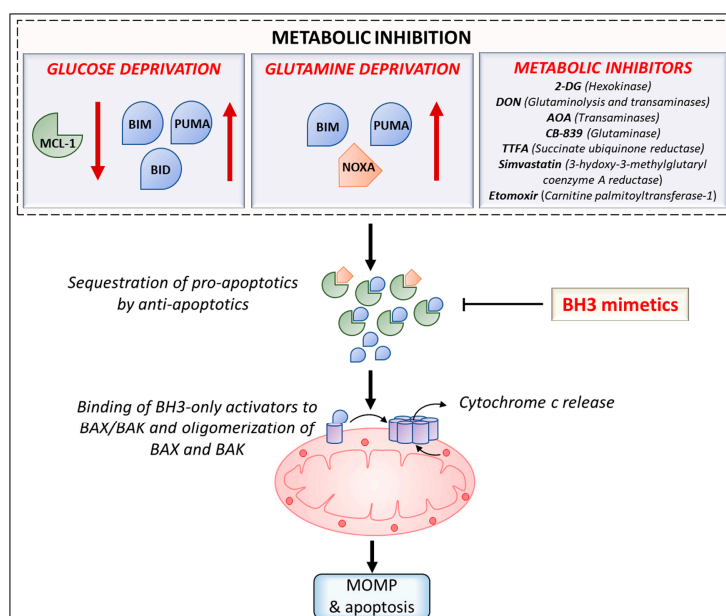 METABOLIC INHIBITION
GLUCOSE DEPRIVATION
MCL-1
BIM
PUMA
BID
GLUTAMINE DEPRIVATION
BIM
PUMA
NOXA
METABOLIC INHIBITORS
2-DG (Hexokinase)
DON (Glutaminolysis and transaminases)
AOA (Transaminases)
CB-839 (Glutaminase)
TTFA (Succinate ubiquinone reductase)
Simvastatin (3-hydoxy-3-methylglutaryl
coenzyme A reductase)
Etomoxir (Carnitine palmitoyltransferase-1)
Sequestration of pro-apoptotics
by anti-apoptotics
BH3 mimetics
Binding of BH3-only activators to
BAX/BAK and oligomerization of
BAX and BAK
Cytochrome c release
MOMP
& apoptosis